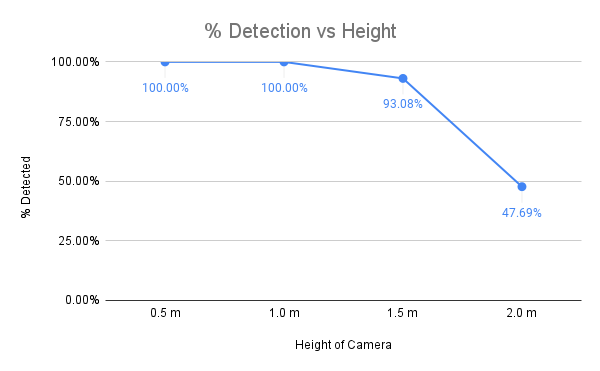 % Detection vs Height
100.00%
75.00%
50.00%
25.00%
0.00%
% Detected
100.00%
100.00%
93.08%
47.69%
0.5 m
1.0 m
1.5 m
2.0 m
Height of Camera